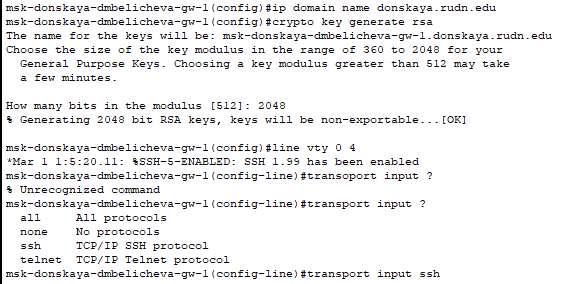 msk-donskaya-dmbelicheva-gw-1(config)#ip domain name donskaya.rudn.edu
msk-donskaya-dmbelicheva-gw-1(config)#crypto key generate rsa
The name for the keys will be: msk-donskaya-dmbelicheva-gw-1.donskaya.rudn.edu
Choose the size of the key modulus in the range of 360 to 2048 for your
  General Purpose Keys. Choosing a key modulus greater than 512 may take
  a few minutes.

How many bits in the modulus [512]: 2048
% Generating 2048 bit RSA keys, keys will be non-exportable...[OK]

msk-donskaya-dmbelicheva-gw-1(config)#line vty 0 4
*Mar 1 1:5:20.11: %SSH-5-ENABLED: SSH 1.99 has been enabled
msk-donskaya-dmbelicheva-gw-1(config-line)#transoport input ?
% Unrecognized command
msk-donskaya-dmbelicheva-gw-1(config-line)#transport input ?
  all     All protocols
  none    No protocols
  ssh     TCP/IP SSH protocol
  telnet  TCP/IP Telnet protocol
msk-donskaya-dmbelicheva-gw-1(config-line)#transport input ssh